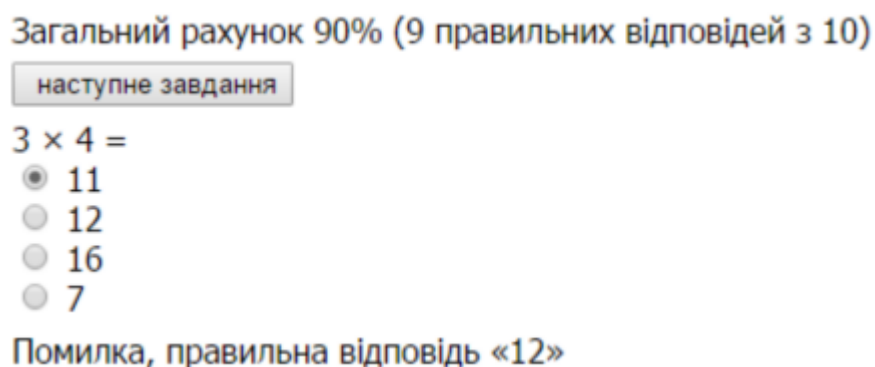 Загальний рахунок 90% (9 правильних відповідей з 10)
наступне завдання
3 × 4 =
11
12
16
7
Помилка, правильна відповідь «12»